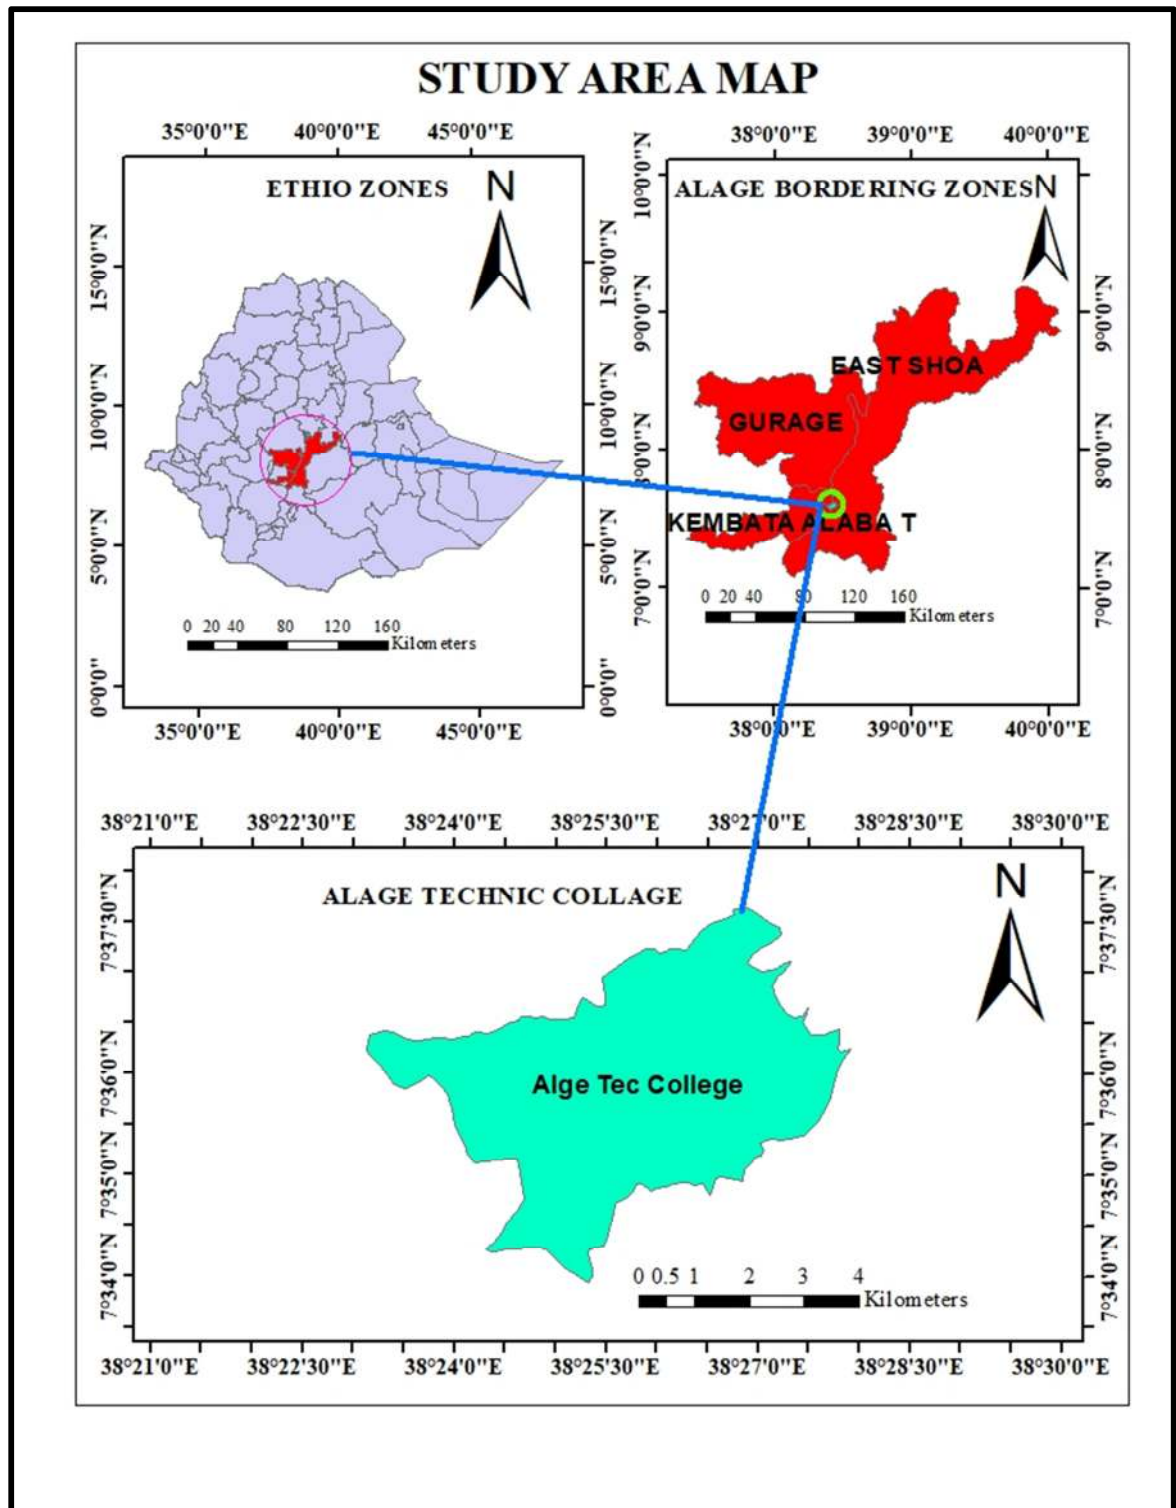 STUDY AREA MAP
35°0'0"E 40°0'0"E 45°0'0"E
ETHIO ZONES
N
15°0'0"N
10°0'0"N
5°0'0"N
0°0'0"
15°0'0"N
10°0'0"N
5°0'0"N
0°0'0"
0 20 40 80 120 160
Kilometers
35°0'0"E 40°0'0"E 45°0'0"E
38°0'0"E 39°0'0"E 40°0'0"E
ALAGE BORDERING ZONES
N
10°0'0"N
9°0'0"N
8°0'0"N
7°0'0"N
9°0'0"N
8°0'0"N
7°0'0"N
EAST SHOA
GURAGE
KEMBATA ALABA T
0 20 40 80 120 160
Kilometers
38°0'0"E 39°0'0"E 40°0'0"E
38°21'0"E 38°22'30"E 38°24'0"E 38°25'30"E 38°27'0"E 38°28'30"E 38°30'0"E
ALAGE TECHNIC COLLAGE
N
7°37'30"N
7°36'0"N
7°35'0"N
7°34'0"N
7°37'30"N
7°36'0"N
7°35'0"N
7°34'0"N
Alge Tec College
0 0.5 1 2 3 4
Kilometers
38°21'0"E 38°22'30"E 38°24'0"E 38°25'30"E 38°27'0"E 38°28'30"E 38°30'0"E